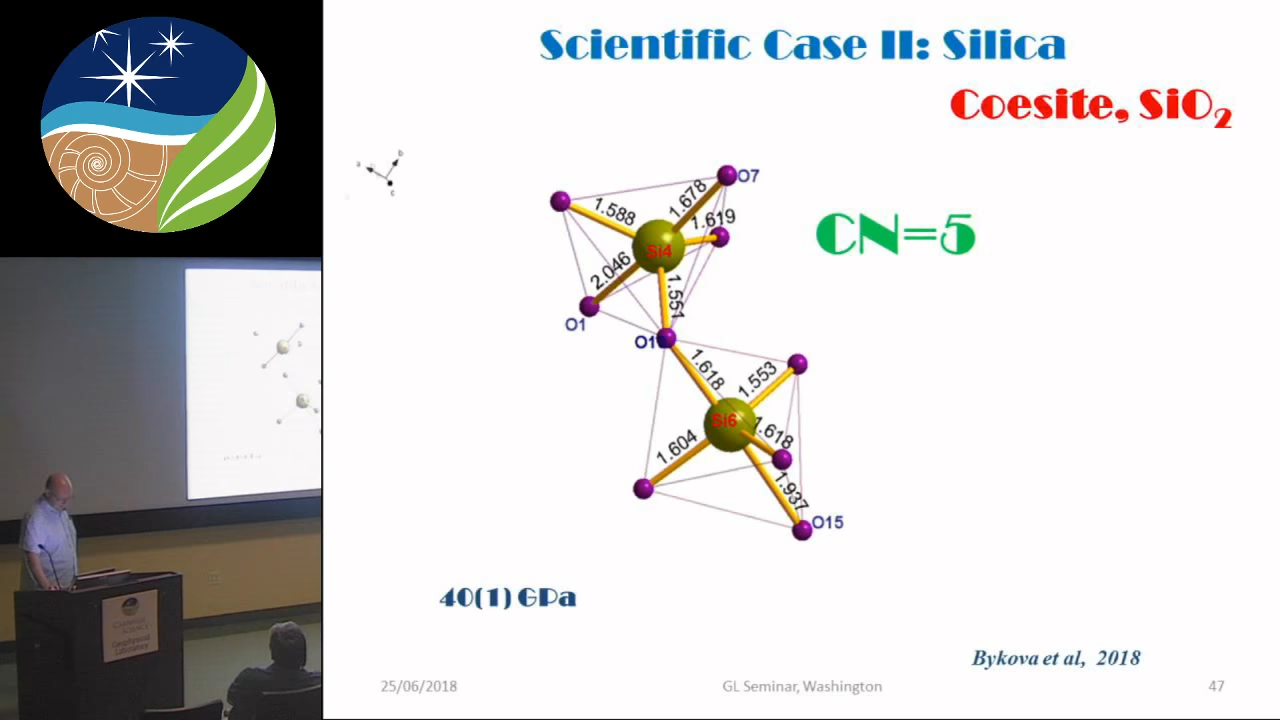 Scientific Case II: Silica
Coesite, SiO2
CN=5
a
b
c
O7
1.678
1.588
1.619
Si4
2.046
1.551
O1
1.618
1.553
Si6
1.618
1.604
1.937
O15
40(1) GPa
Bykova et al, 2018
25/06/2018
GL Seminar, Washington
47
Geophysical
Laboratory